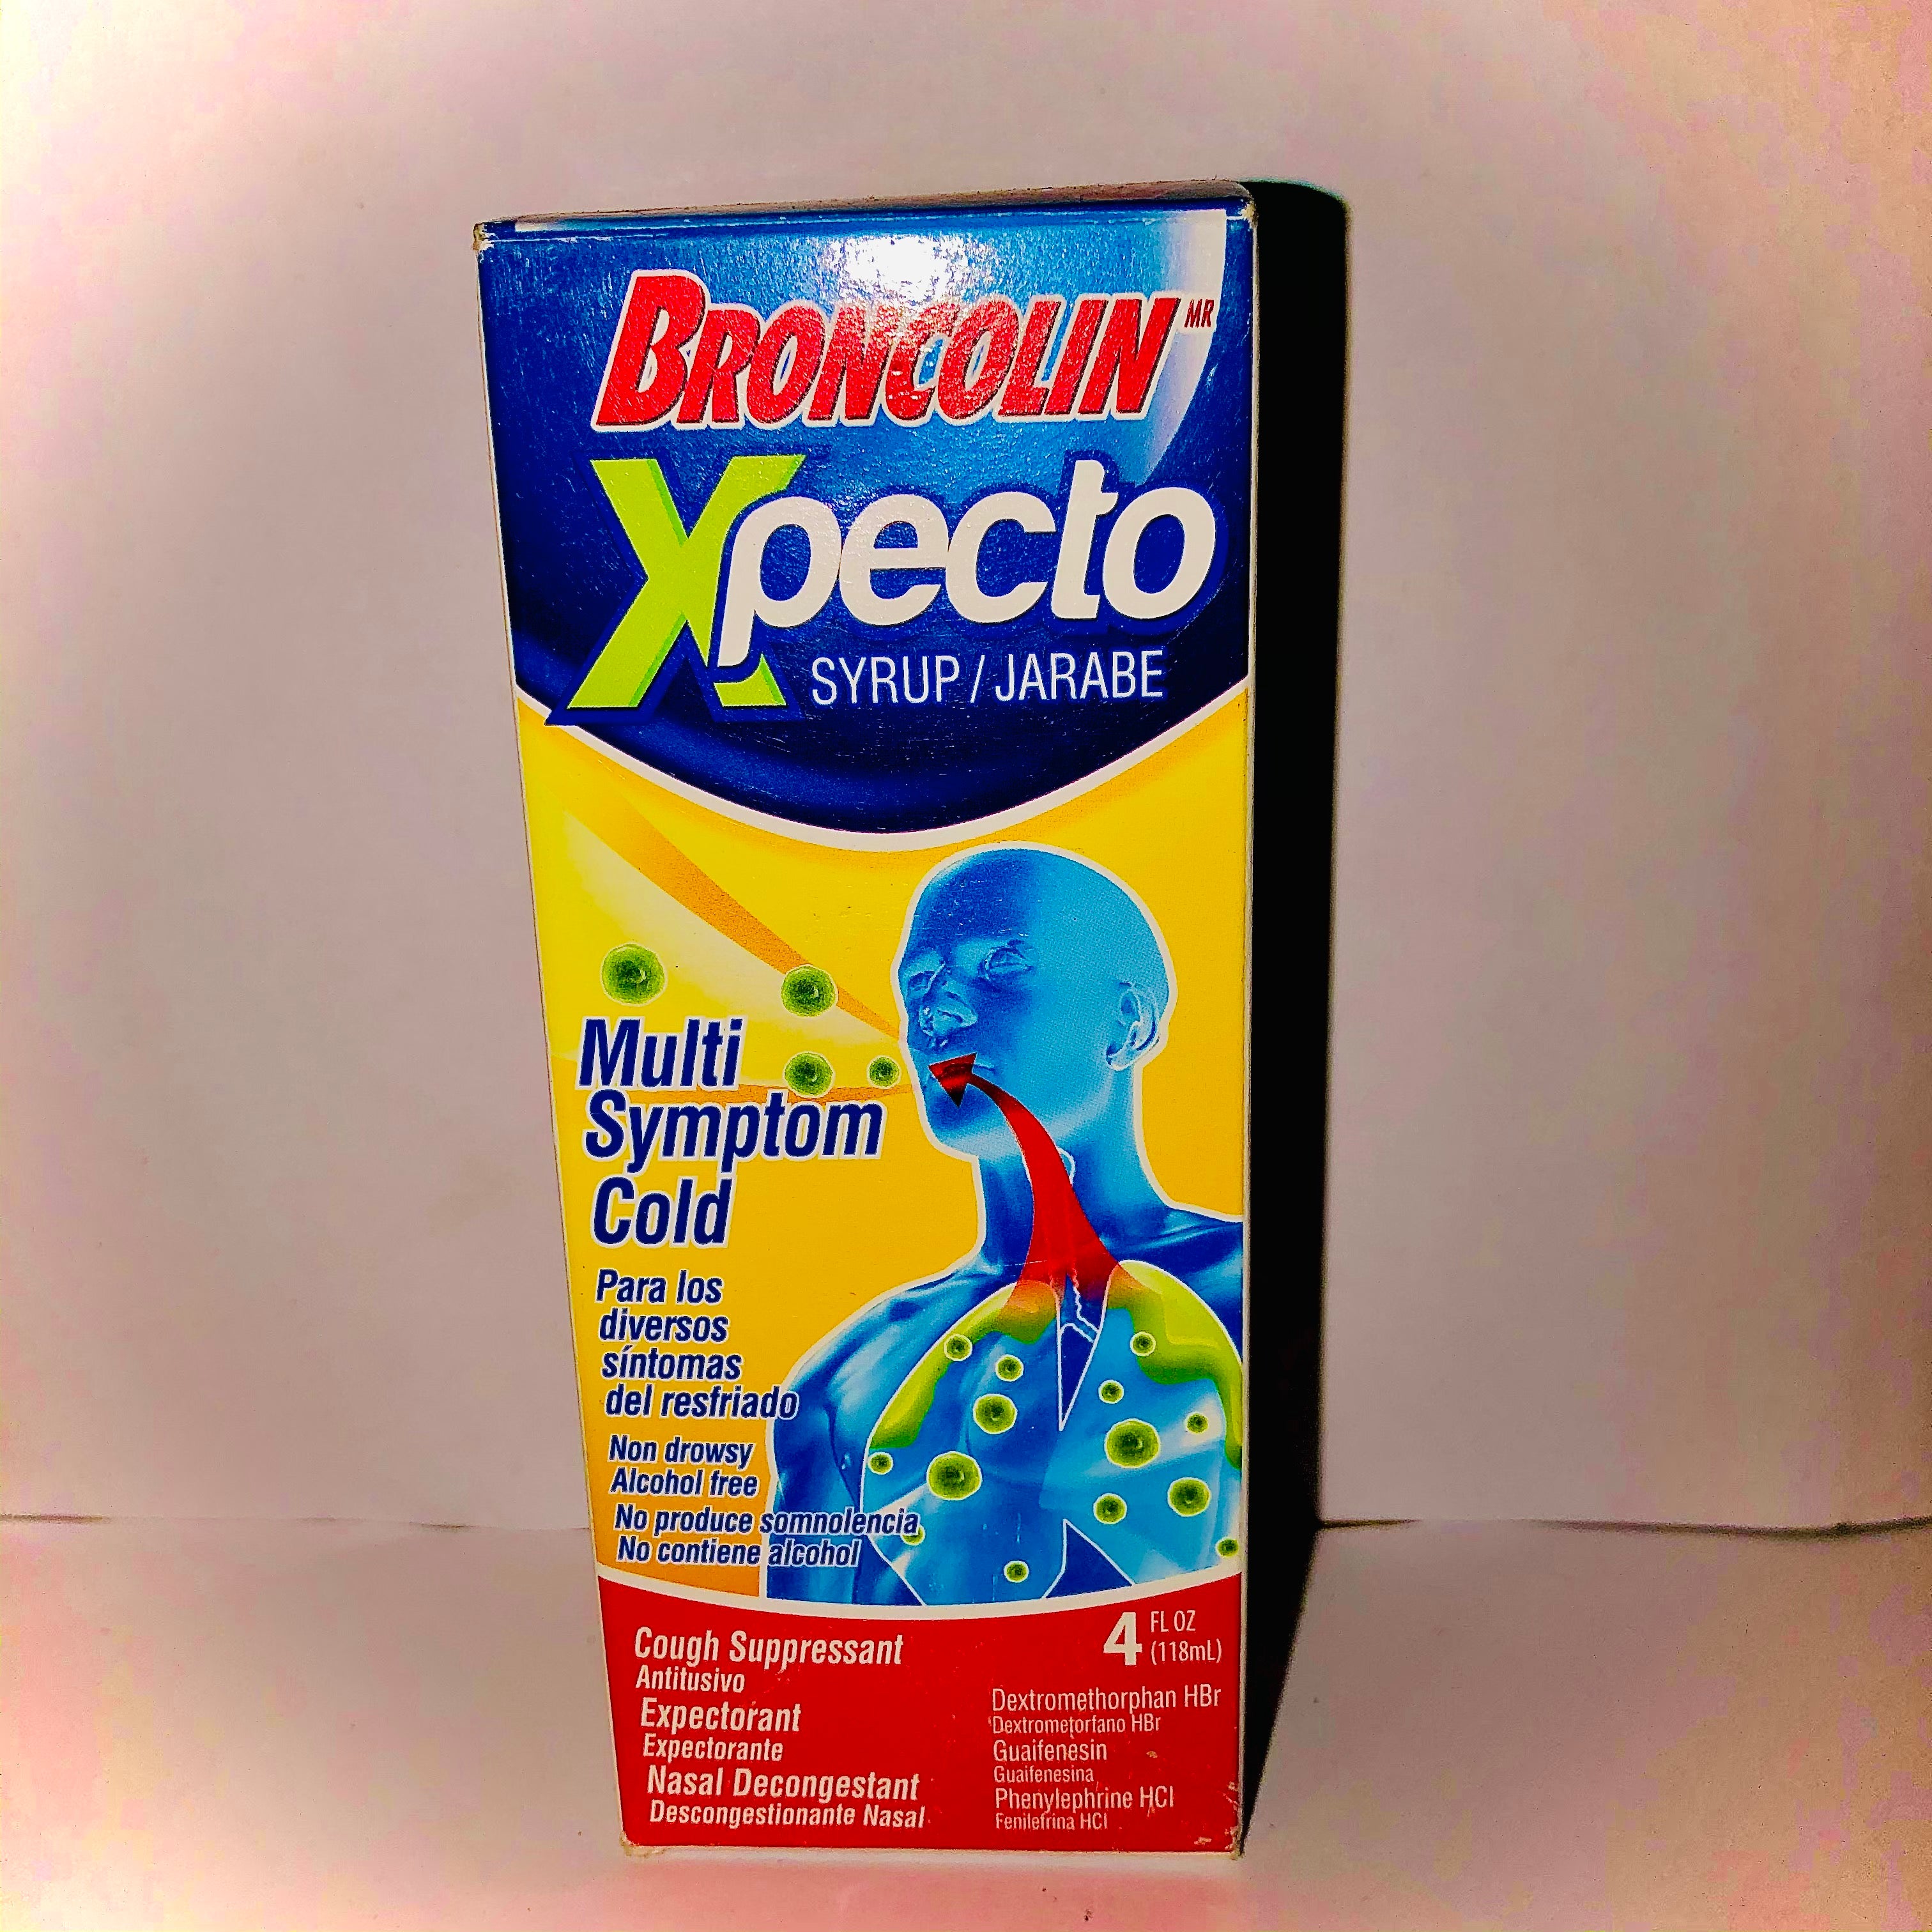 BRONCOLIN MR
Xpecto
SYRUP / JARABE
Multi
Symptom
Cold
Para los
diversos
síntomas
del resfriado
Non drowsy
Alcohol free
No produce somnolencia
No contiene alcohol
Cough Suppressant
Antitusivo
Expectorant
Expectorante
Nasal Decongestant
Descongestionante Nasal
4 FL OZ
(118mL)
Dextromethorphan HBr
Dextrometorfano HBr
Guaifenesin
Guaifenesina
Phenylephrine HCl
Fenilefrina HCl